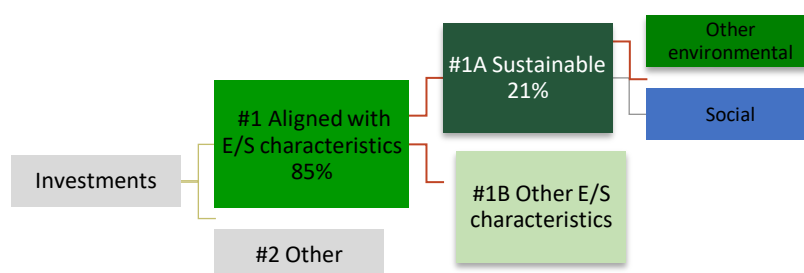 Investments
#1 Aligned with
E/S characteristics
85%
#2 Other
#1A Sustainable
21%
#1B Other E/S
characteristics
Other
environmental
Social